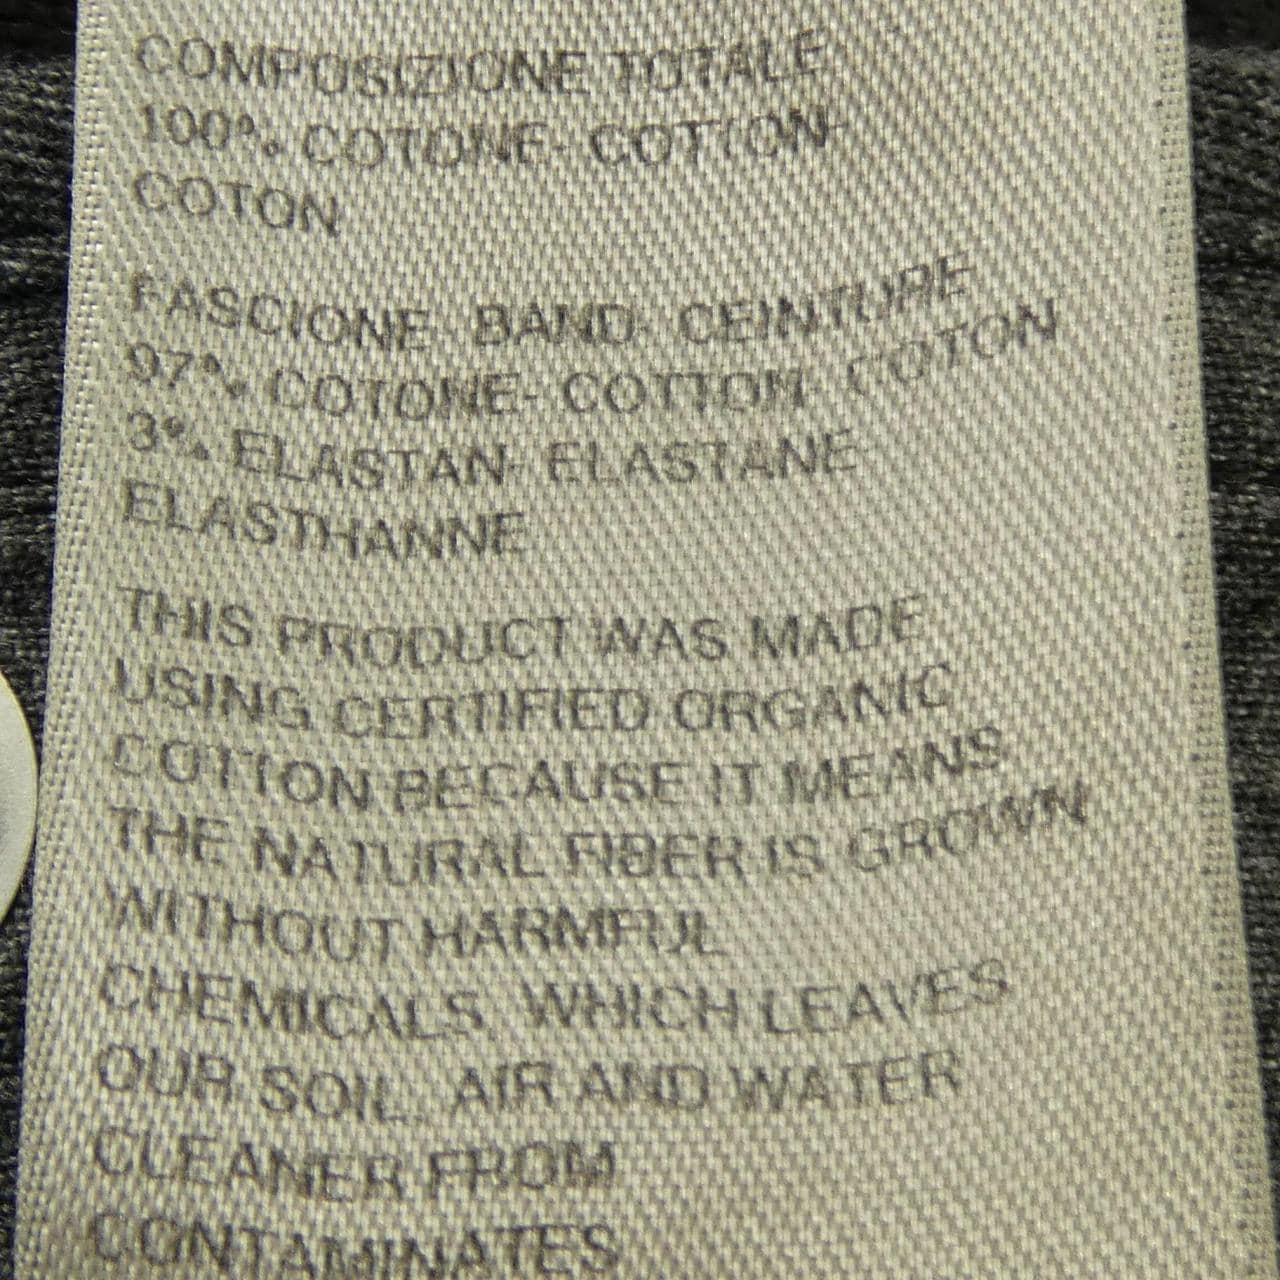 COMPOSIZIONE TOTALE
100% COTONE- COTTON-
COTON
FASCIONE- BAND- CEINTURE
97% COTONE- COTTON- COTON
3% ELASTAN- ELASTANE-
ELASTHANNE
THIS PRODUCT WAS MADE
USING CERTIFIED ORGANIC
COTTON BECAUSE IT MEANS
THE NATURAL FIBER IS GROWN
WITHOUT HARMFUL
CHEMICALS, WHICH LEAVES
OUR SOIL, AIR AND WATER
CLEANER FROM
CONTAMINATES